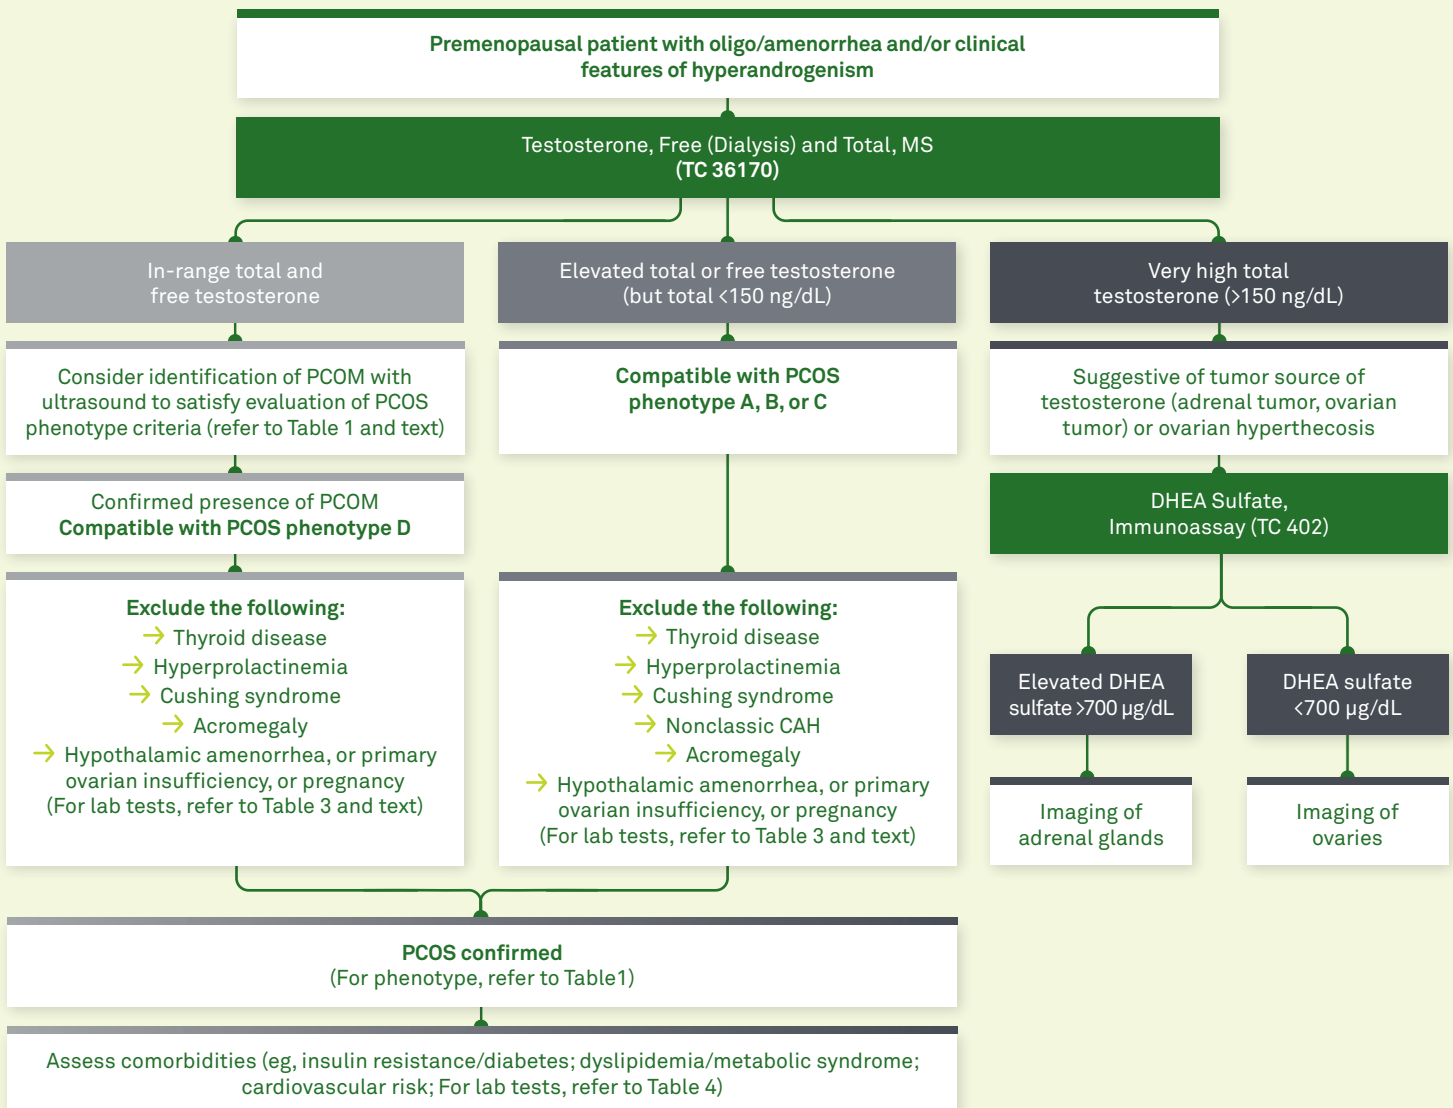 Premenopausal patient with oligo/amenorrhea and/or clinical
features of hyperandrogenism
Testosterone, Free (Dialysis) and Total, MS
(TC 36170)
In-range total and
free testosterone
Elevated total or free testosterone
(but total <150 ng/dL)
Very high total
testosterone (>150 ng/dL)
Consider identification of PCOM with
ultrasound to satisfy evaluation of PCOS
phenotype criteria (refer to Table 1 and text)
Compatible with PCOS
phenotype A, B, or C
Suggestive of tumor source of
testosterone (adrenal tumor, ovarian
tumor) or ovarian hyperthecosis
Confirmed presence of PCOM
Compatible with PCOS phenotype D
DHEA Sulfate,
Immunoassay (TC 402)
Exclude the following:
→ Thyroid disease
→ Hyperprolactinemia
→ Cushing syndrome
→ Acromegaly
→ Hypothalamic amenorrhea, or primary
ovarian insufficiency, or pregnancy
(For lab tests, refer to Table 3 and text)
Exclude the following:
→ Thyroid disease
→ Hyperprolactinemia
→ Cushing syndrome
→ Nonclassic CAH
→ Acromegaly
→ Hypothalamic amenorrhea, or primary
ovarian insufficiency, or pregnancy
(For lab tests, refer to Table 3 and text)
Elevated DHEA
sulfate >700 µg/dL
DHEA sulfate
<700 µg/dL
Imaging of
adrenal glands
Imaging of
ovaries
PCOS confirmed
(For phenotype, refer to Table1)
Assess comorbidities (eg, insulin resistance/diabetes; dyslipidemia/metabolic syndrome;
cardiovascular risk; For lab tests, refer to Table 4)